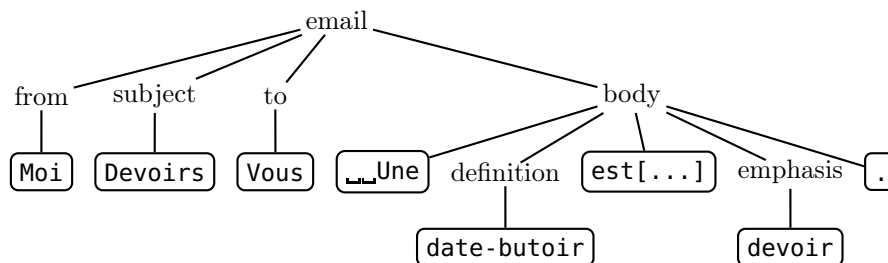 email
from subject to body
Moi Devoirs Vous ␣␣Une definition est[...] emphasis .
date-butoir devoir